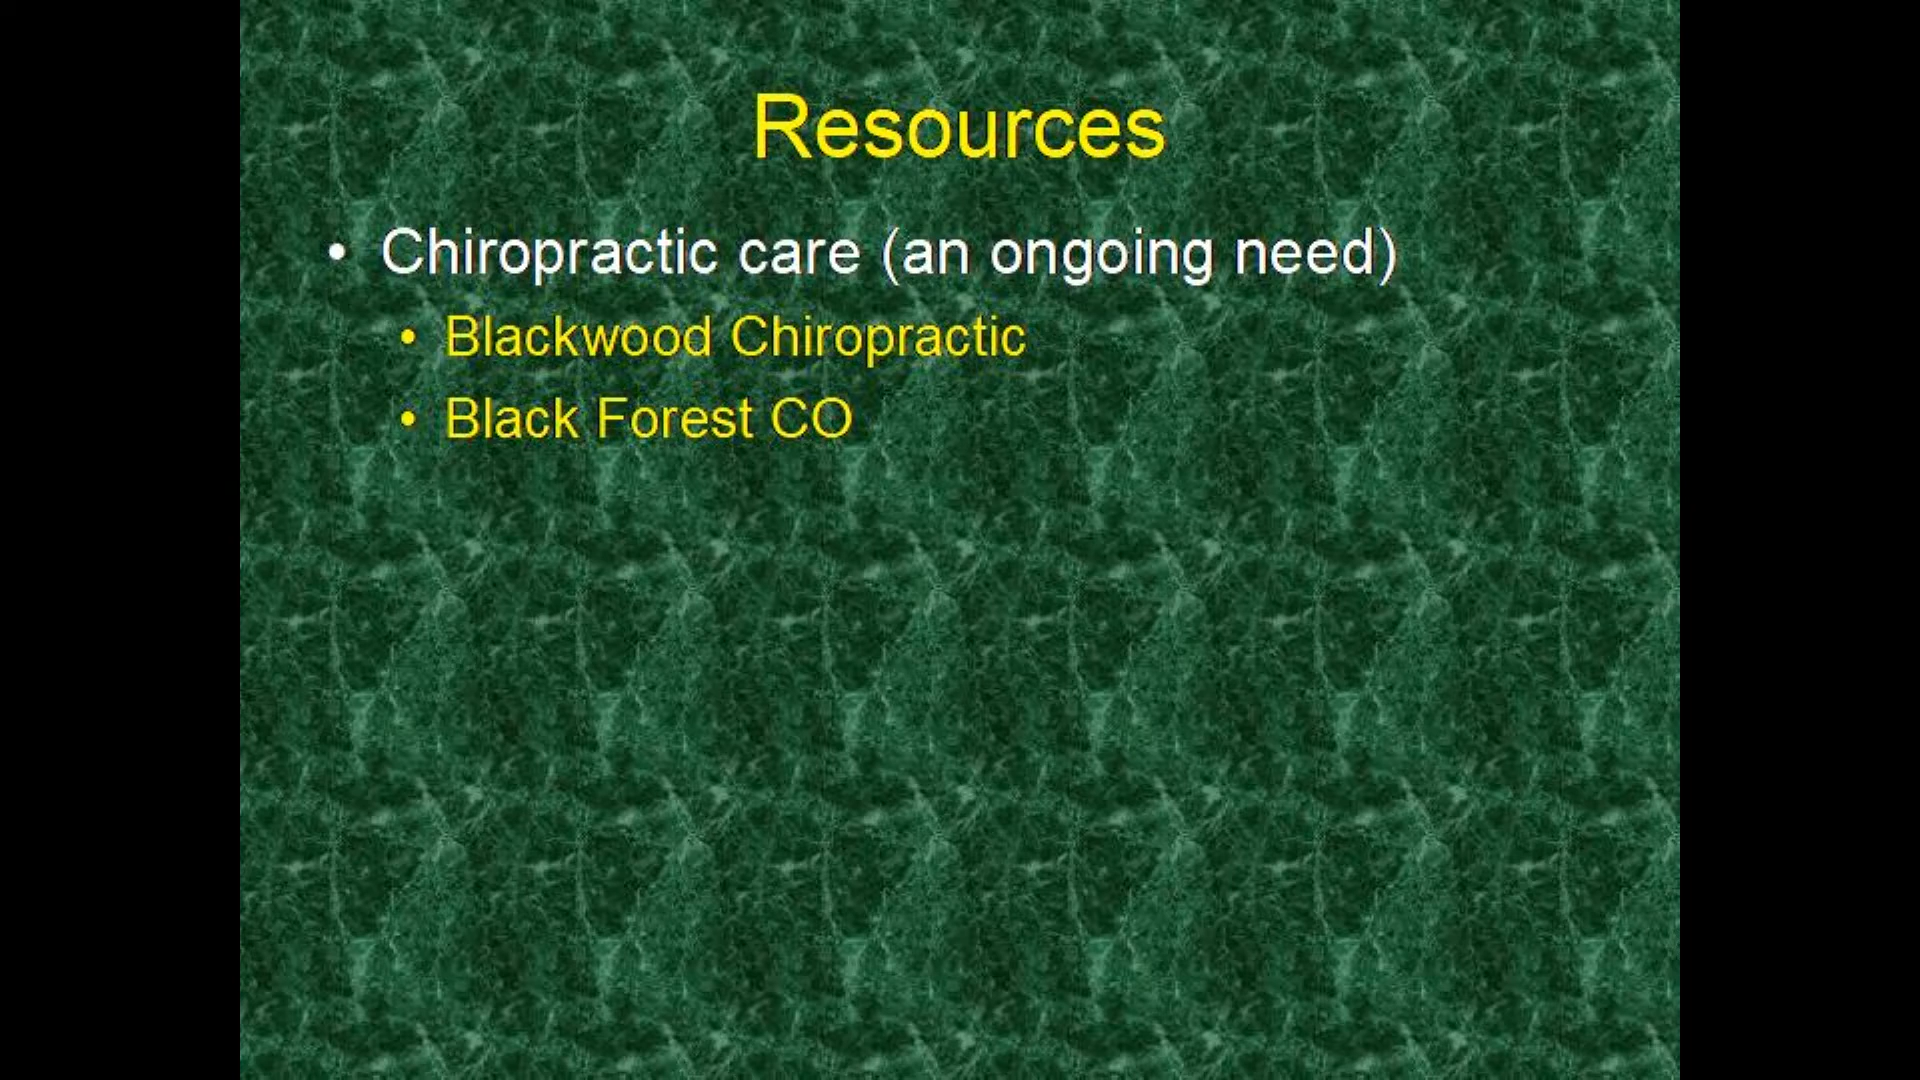 Resources
• Chiropractic care (an ongoing need)
• Blackwood Chiropractic
• Black Forest CO